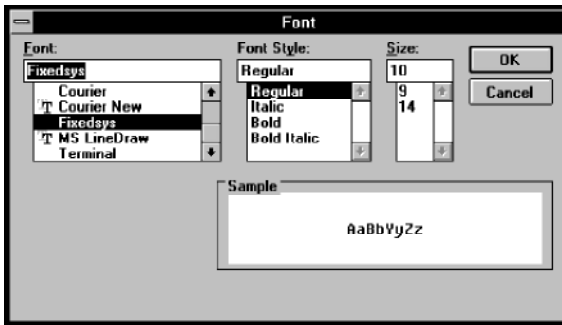 Font
Font:
Fixedsys
Courier
Courier New
Fixedsys
MS LineDraw
Terminal
Font Style:
Regular
Regular
Italic
Bold
Bold Italic
Size:
10
9
14
OK
Cancel
Sample
AaBbYyZz